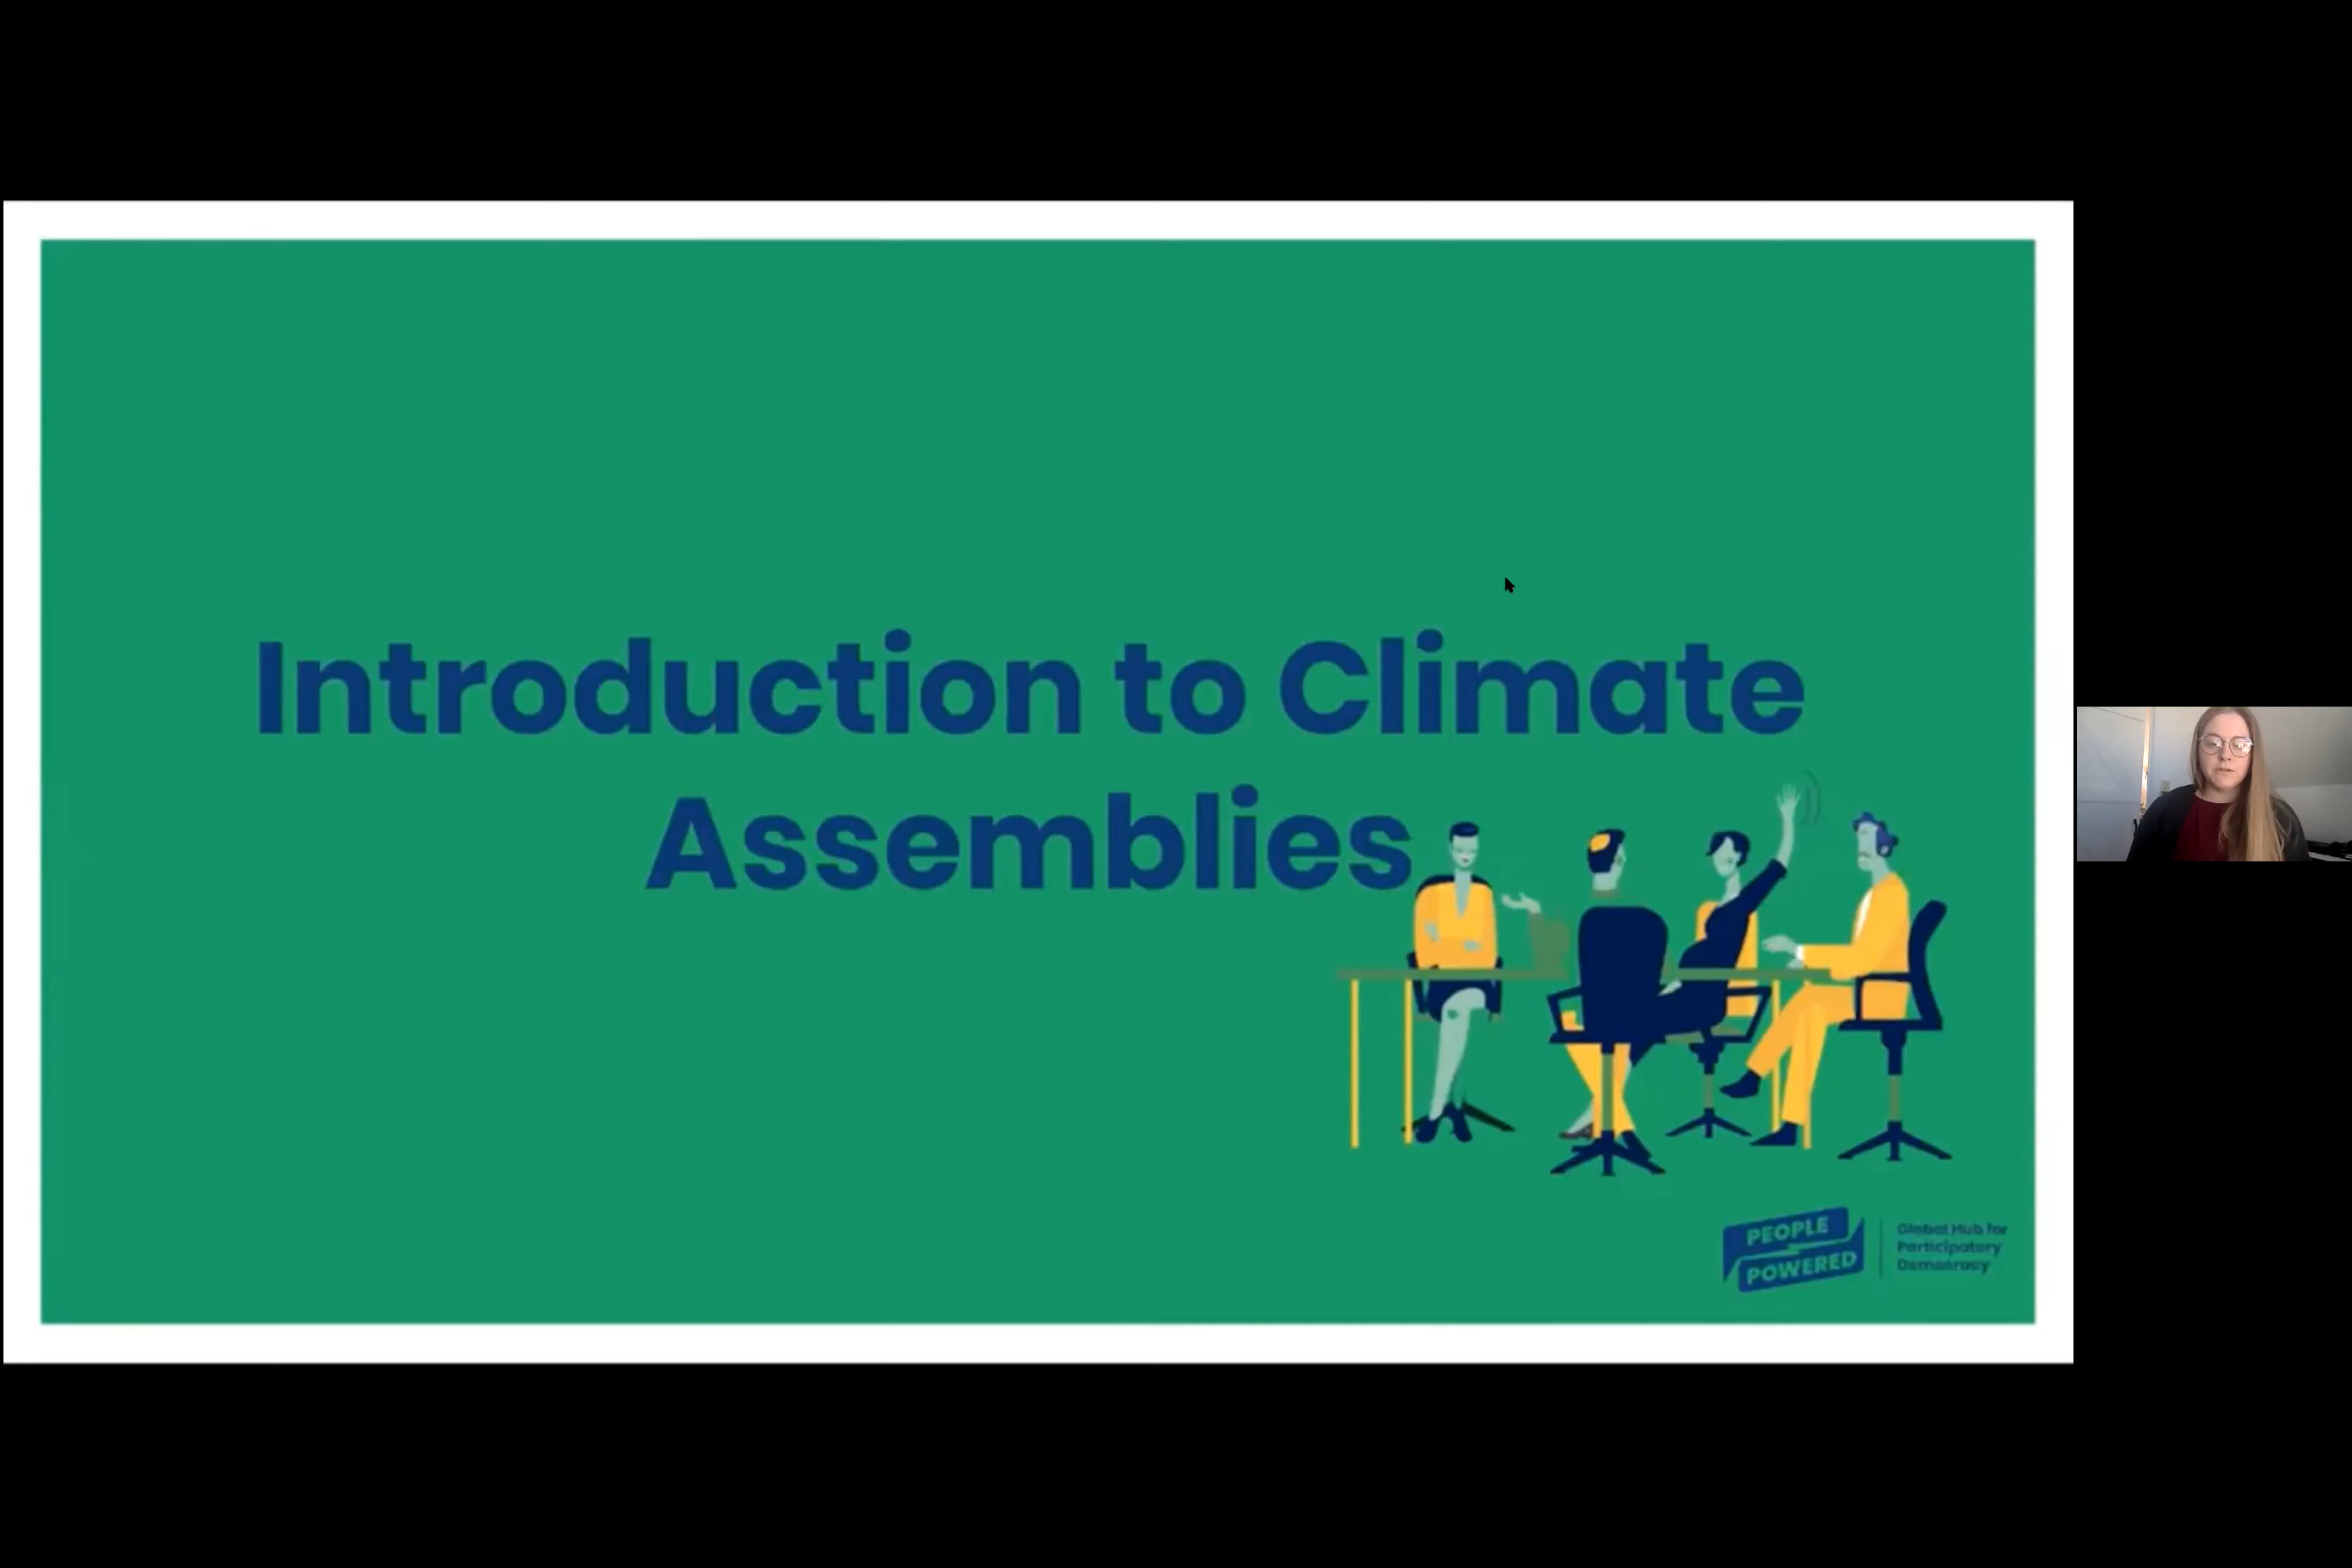 Introduction to Climate
Assemblies
PEOPLE
POWERED
Global Hub for
Participatory
Democracy